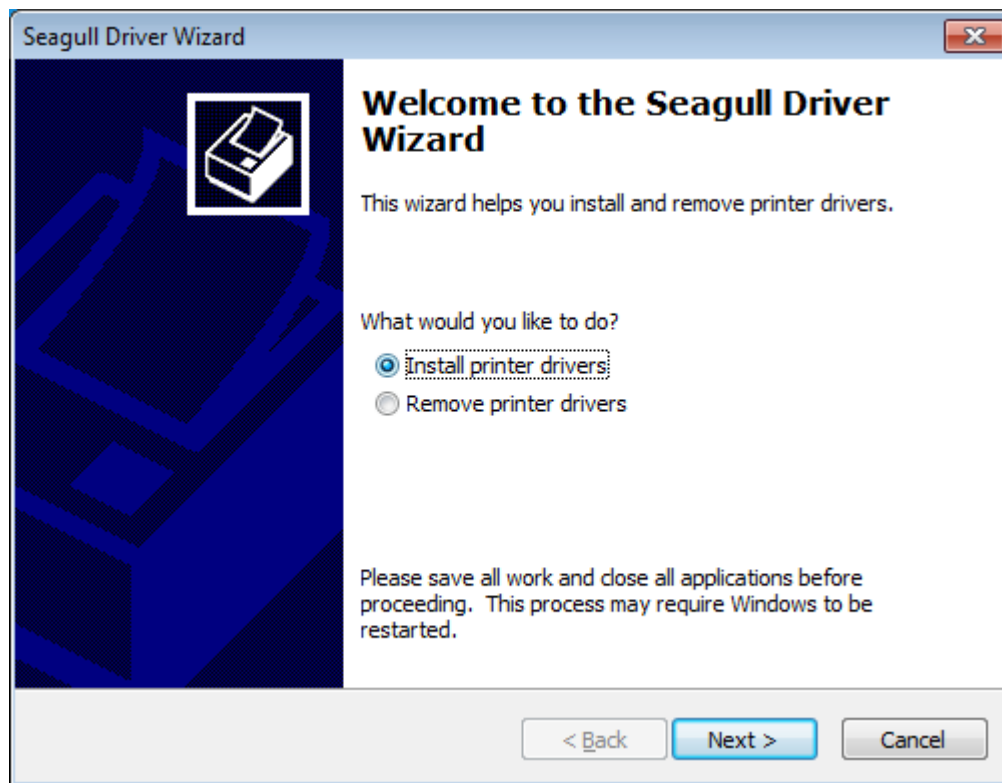 Seagull Driver Wizard
Welcome to the Seagull Driver
Wizard
This wizard helps you install and remove printer drivers.
What would you like to do?
Install printer drivers
Remove printer drivers
Please save all work and close all applications before
proceeding.  This process may require Windows to be
restarted.
< Back Next > Cancel